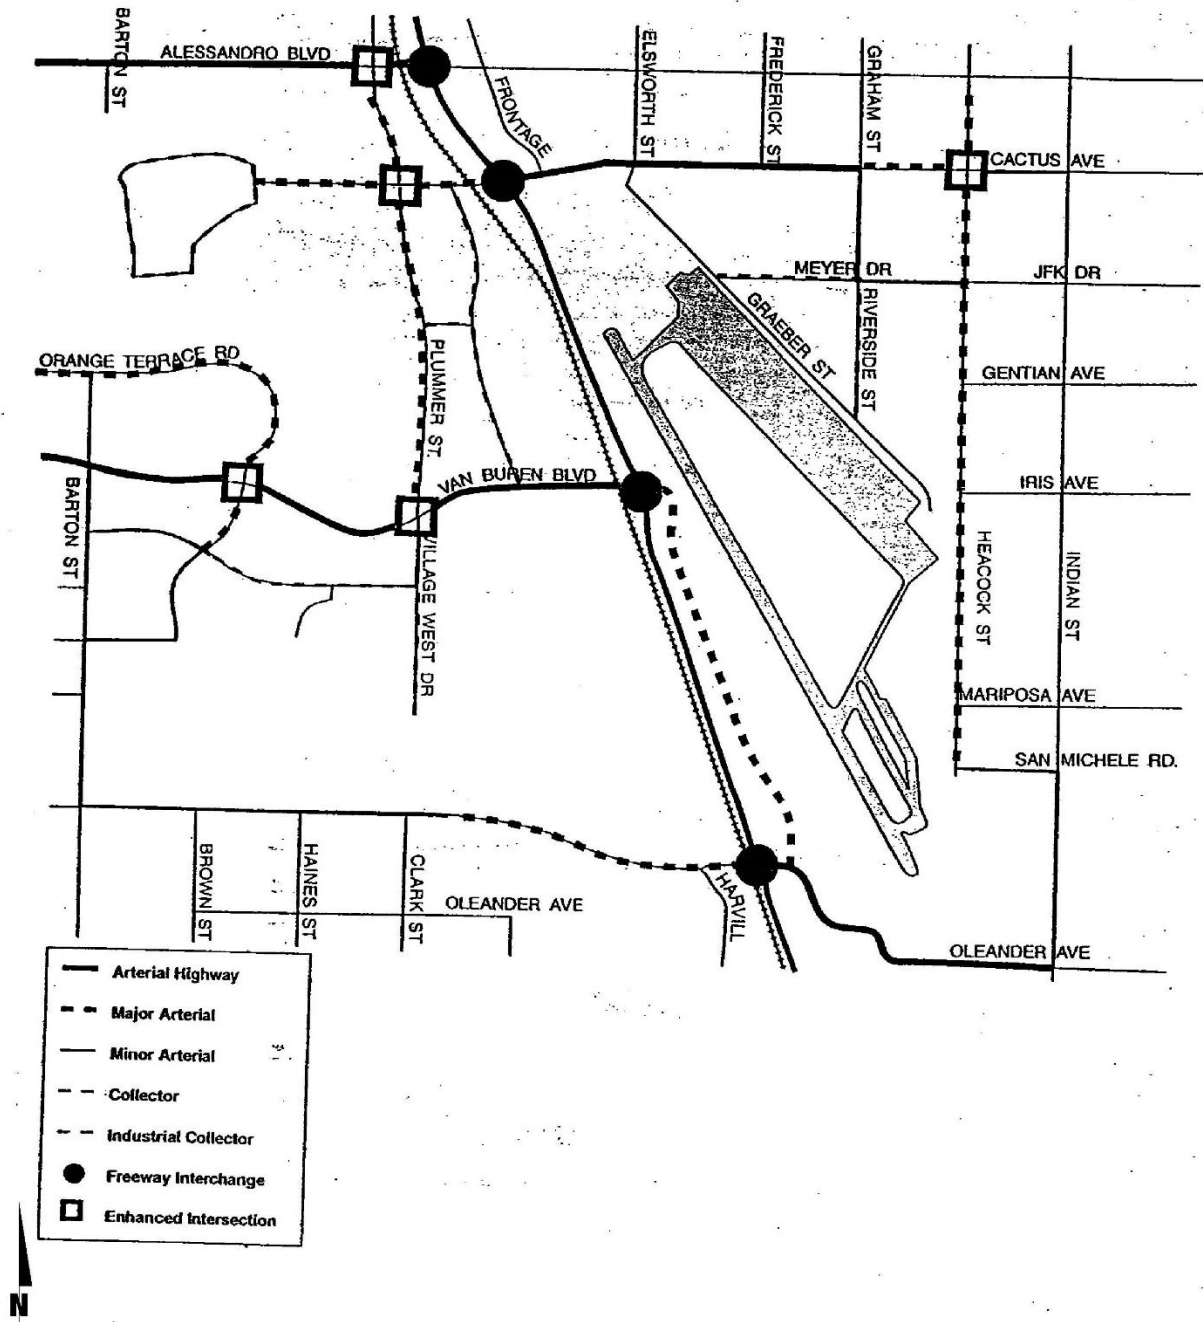 BARTON ST
ALESSANDRO BLVD
FRONTAGE
ELSWORTH ST
FREDERICK ST
GRAHAM ST
CACTUS AVE
MEYER DR
JFK DR
GRAEBER ST
RIVERSIDE ST
ORANGE TERRACE RD
PLUMMER ST.
GENTIAN AVE
VAN BUREN BLVD
IRIS AVE
BARTON ST
VILLAGE WEST DR
HEACOCK ST
INDIAN ST
MARIPOSA AVE
SAN MICHELE RD.
BROWN ST
HAINES ST
CLARK ST
HARVILL
OLEANDER AVE
OLEANDER AVE
Arterial Highway
Major Arterial
Minor Arterial
Collector
Industrial Collector
Freeway Interchange
Enhanced Intersection
N